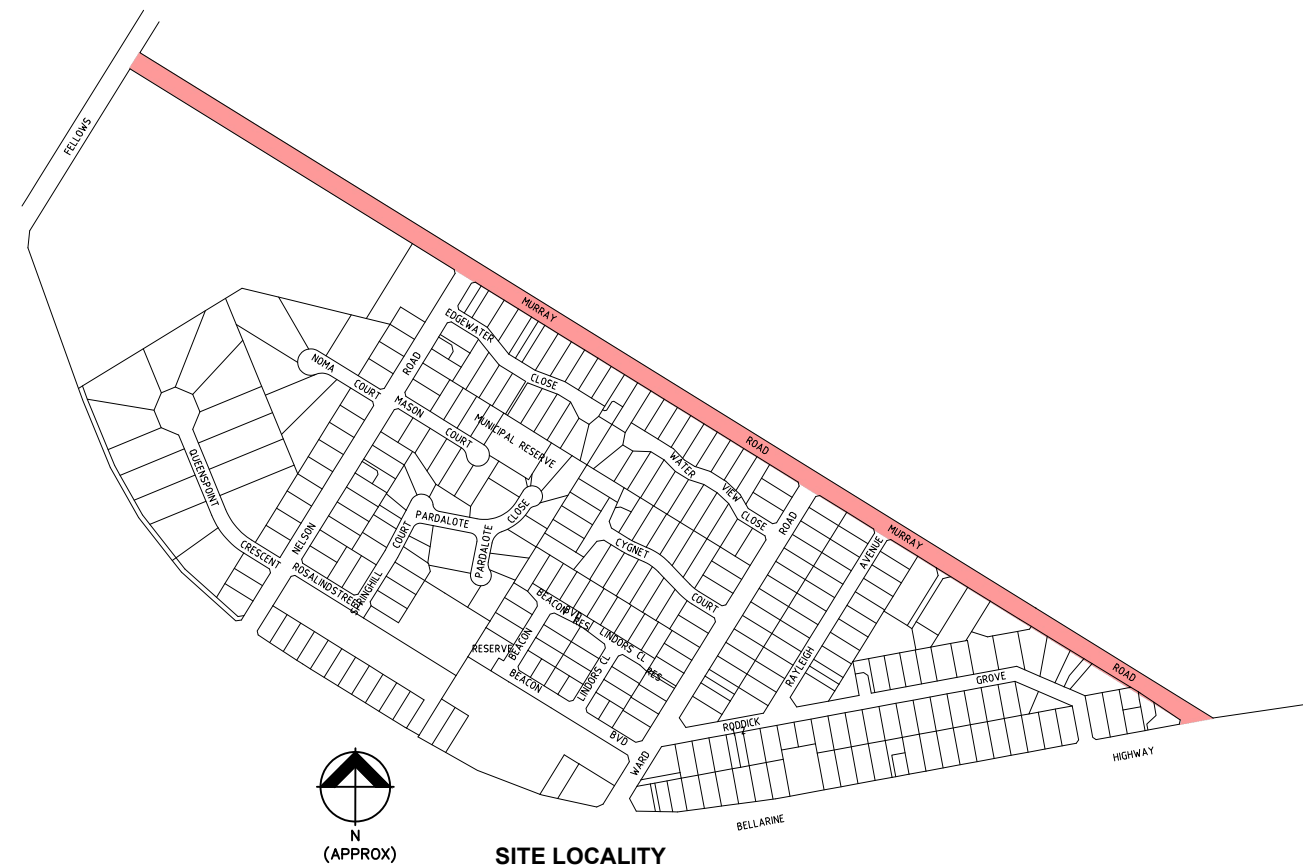 FELLOWS
MURRAY
EDGEWATER
CLOSE
NOMA
COURT
ROAD
MASON
COURT
MUNICIPAL RESERVE
ROAD
WATER
VIEW
CLOSE
ROAD
MURRAY
AVENUE
QUEENSPOINT
CRESCENT
NELSON
PARDALOTE
CLOSE
COURT
PARDALOTE
CYGNET
COURT
ROSALINDSTREET
SPRINGHILL
BEACON
BVD
RES
LINDORS CL
BEACON
RESERVE
RES
LINDORS CL
BEACON
BVD
RAYLEIGH
GROVE
ROAD
RODDICK
WARD
HIGHWAY
BELLARINE
N
(APPROX)
SITE LOCALITY